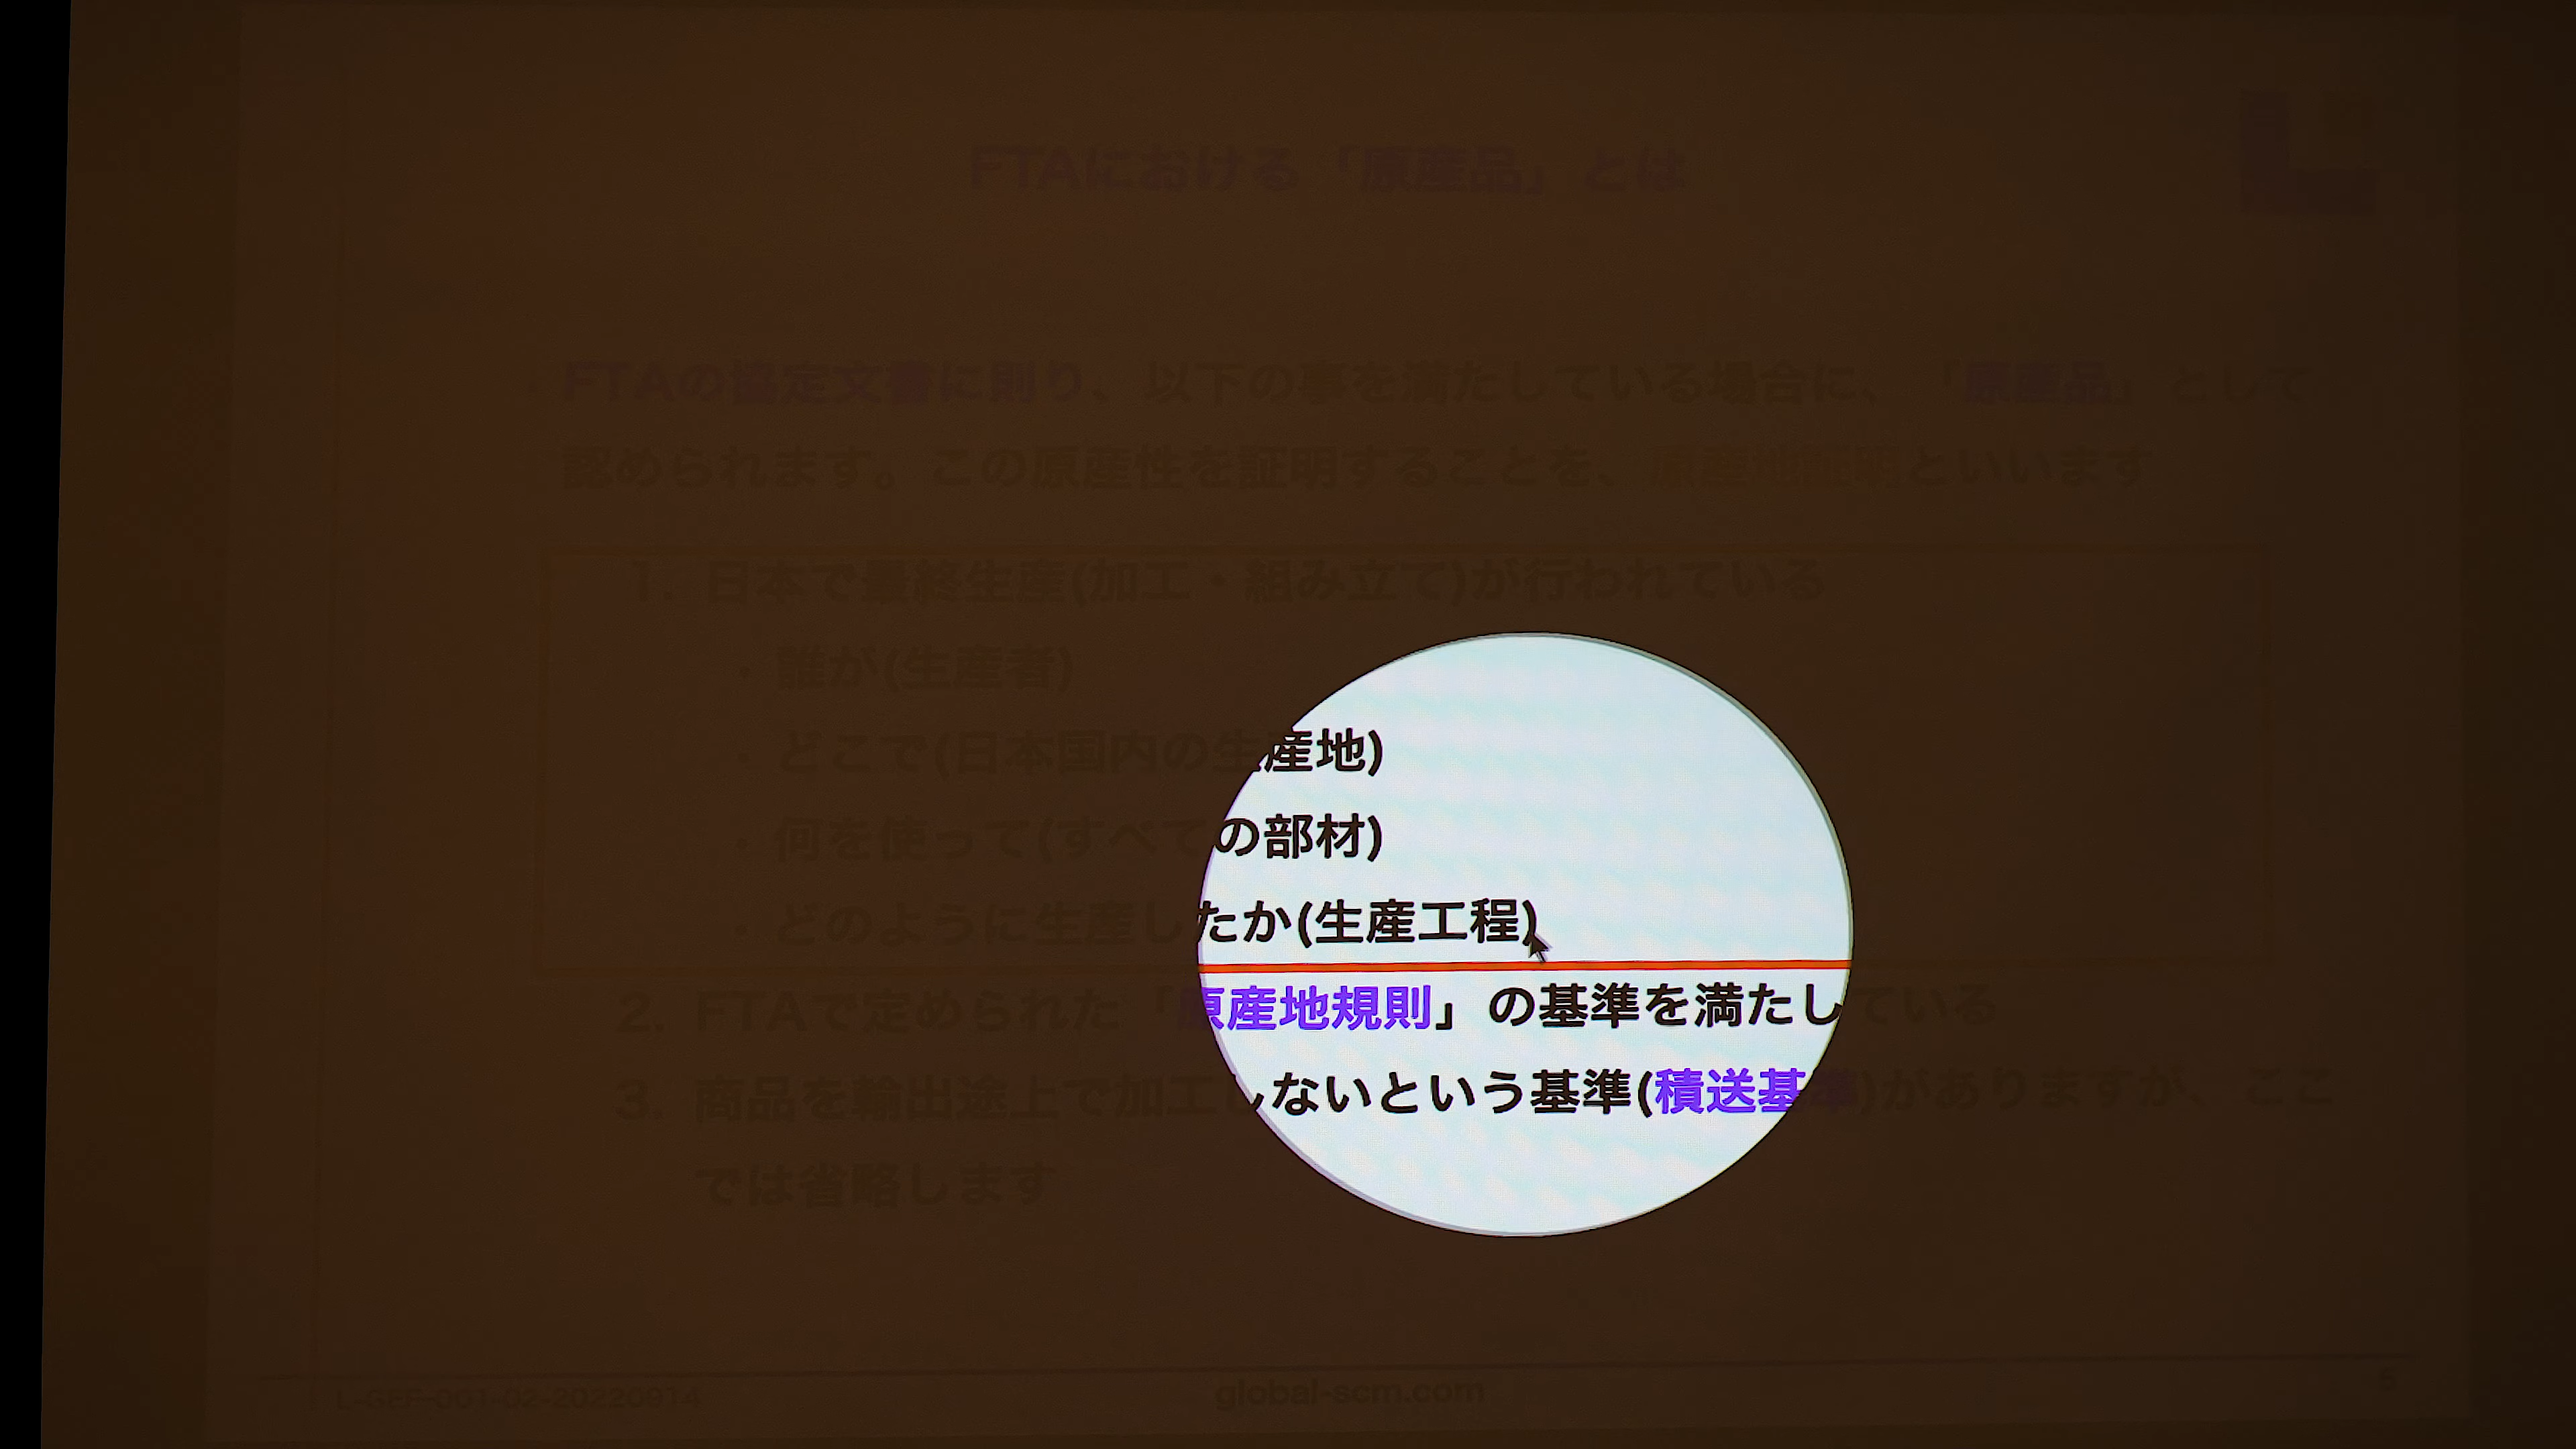 FTAにおける「原産品」とは
FTAの協定文書に則り、以下の事を満たしている場合に、「原産品」として
認められます。この原産性を証明することを、原産地証明といいます
1. 日本で最終生産(加工・組み立て)が行われている
・誰が(生産者)
・どこで(日本国内の生産地)
・何を使って(すべての部材)
・どのように生産したか(生産工程)
2. FTAで定められた「原産地規則」の基準を満たしている
3. 商品を輸出途上で加工しないという基準(積送基準)がありますが、ここ
では省略します
global-scm.com
5